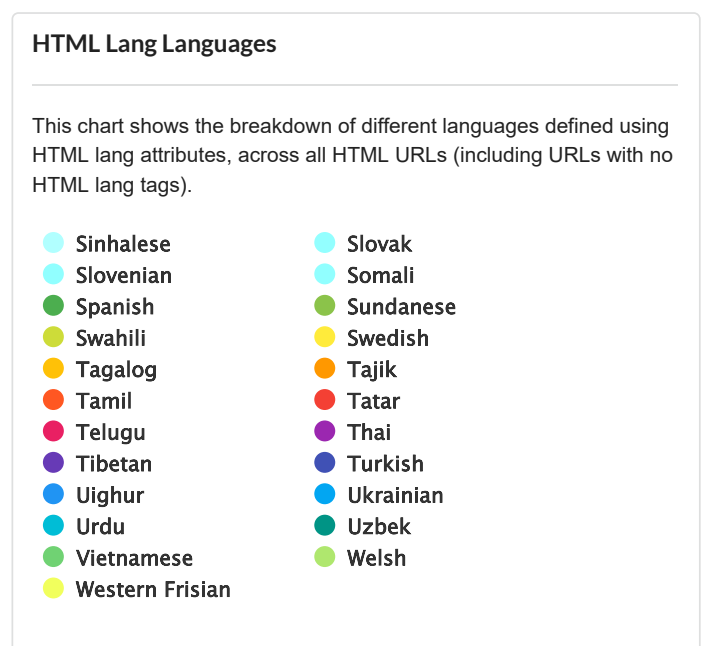 HTML Lang Languages
This chart shows the breakdown of different languages defined using
HTML lang attributes, across all HTML URLs (including URLs with no
HTML lang tags).
Sinhalese Slovak
Slovenian Somali
Spanish Sundanese
Swahili Swedish
Tagalog Tajik
Tamil Tatar
Telugu Thai
Tibetan Turkish
Uighur Ukrainian
Urdu Uzbek
Vietnamese Welsh
Western Frisian